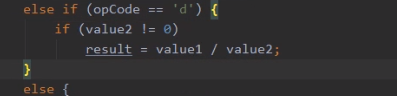 else if (opCode == 'd') {
if (value2 != 0)
result = value1 / value2;
}
else {